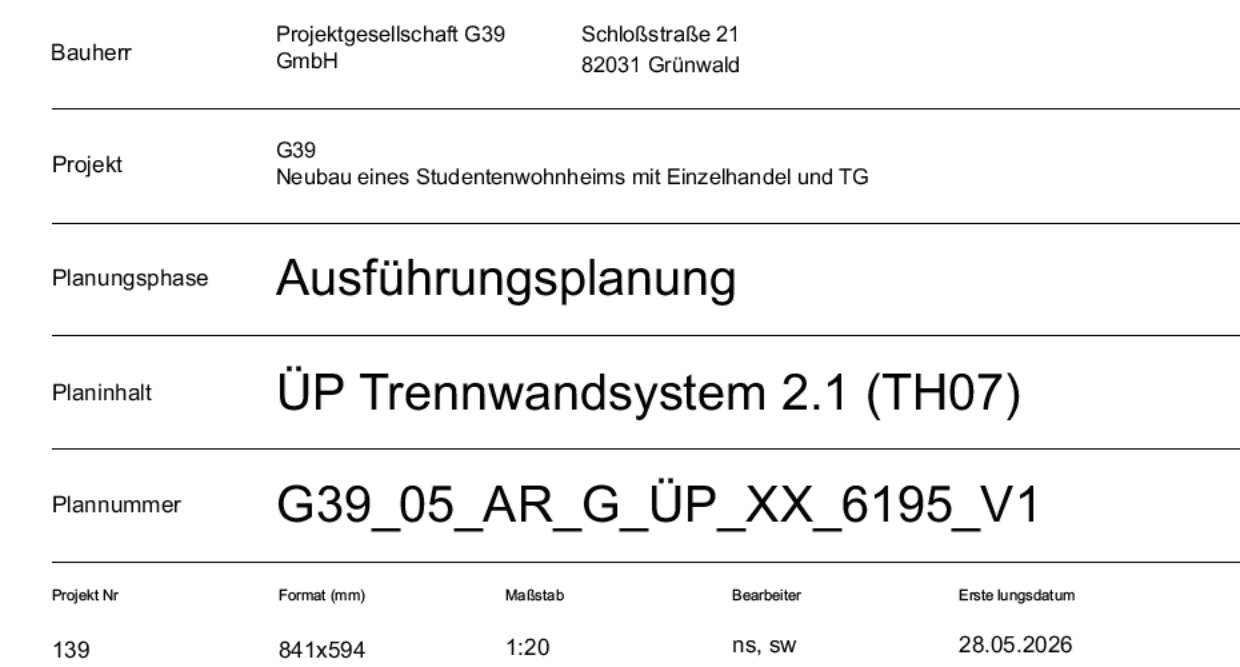 Bauherr
Projektgesellschaft G39
GmbH
Schloßstraße 21
82031 Grünwald
Projekt
G39
Neubau eines Studentenwohnheims mit Einzelhandel und TG
Planungsphase
Ausführungsplanung
Planinhalt
ÜP Trennwandsystem 2.1 (TH07)
Plannummer
G39_05_AR_G_ÜP_XX_6195_V1
Projekt Nr
Format (mm)
Maßstab
Bearbeiter
Erste lungsdatum
139
841x594
1:20
ns, sw
28.05.2026